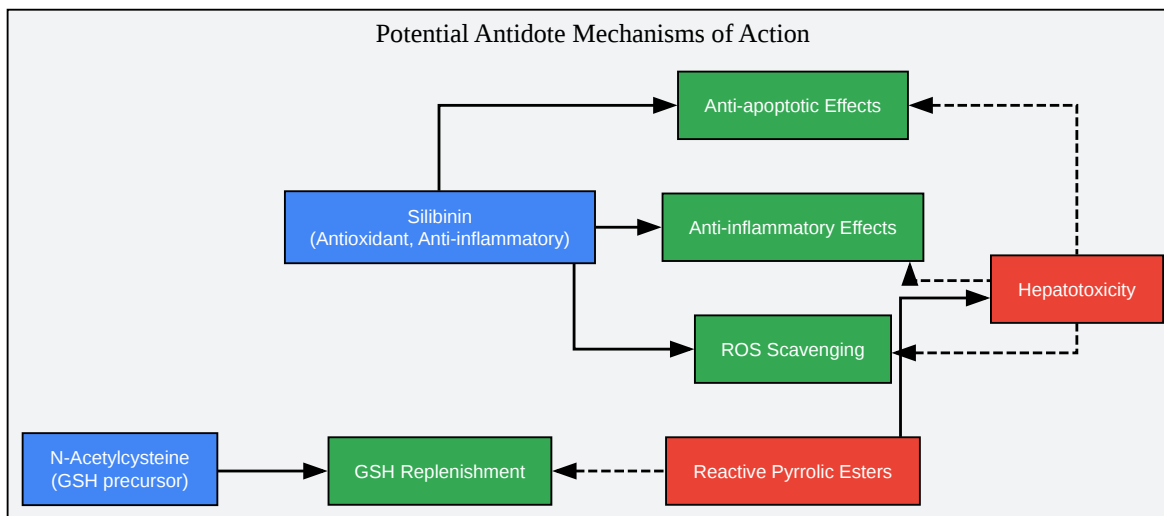 Potential Antidote Mechanisms of Action
Anti-apoptotic Effects
Silibinin
(Antioxidant, Anti-inflammatory)
Anti-inflammatory Effects
Hepatotoxicity
ROS Scavenging
N-Acetylcysteine
(GSH precursor)
GSH Replenishment
Reactive Pyrrolic Esters